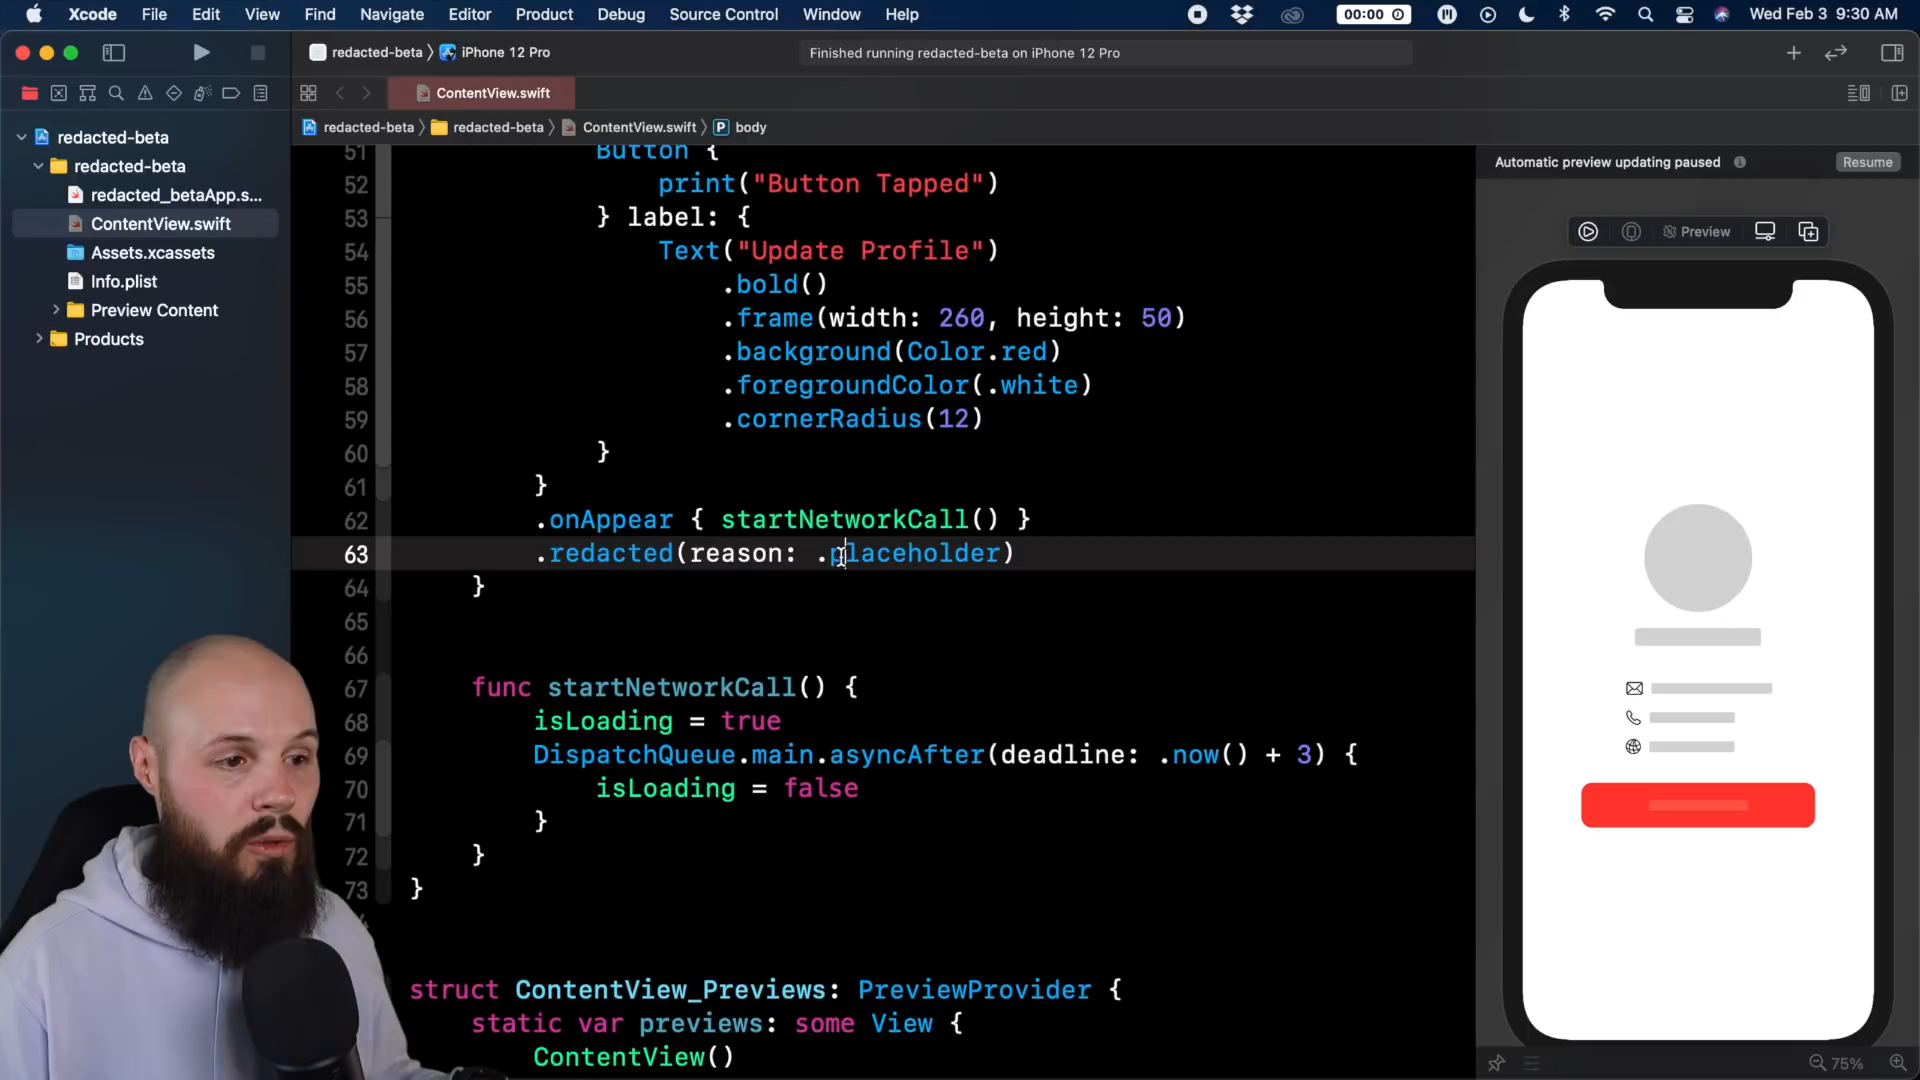 Xcode File Edit View Find Navigate Editor Product Debug Source Control Window Help 00:00 Wed Feb 3 9:30 AM
redacted-beta iPhone 12 Pro Finished running redacted-beta on iPhone 12 Pro
ContentView.swift
redacted-beta redacted-beta ContentView.swift P body
redacted-beta
redacted-beta
redacted_betaApp.s...
ContentView.swift
Assets.xcassets
Info.plist
Preview Content
Products
51 Button {
52 print("Button Tapped")
53 } label: {
54 Text("Update Profile")
55 .bold()
56 .frame(width: 260, height: 50)
57 .background(Color.red)
58 .foregroundColor(.white)
59 .cornerRadius(12)
60 }
61 }
62 .onAppear { startNetworkCall() }
63 .redacted(reason: .placeholder)
64 }
65
66
67 func startNetworkCall() {
68 isLoading = true
69 DispatchQueue.main.asyncAfter(deadline: .now() + 3) {
70 isLoading = false
71 }
72 }
73 }
struct ContentView_Previews: PreviewProvider {
static var previews: some View {
ContentView()
Automatic preview updating paused Resume
Preview
75%